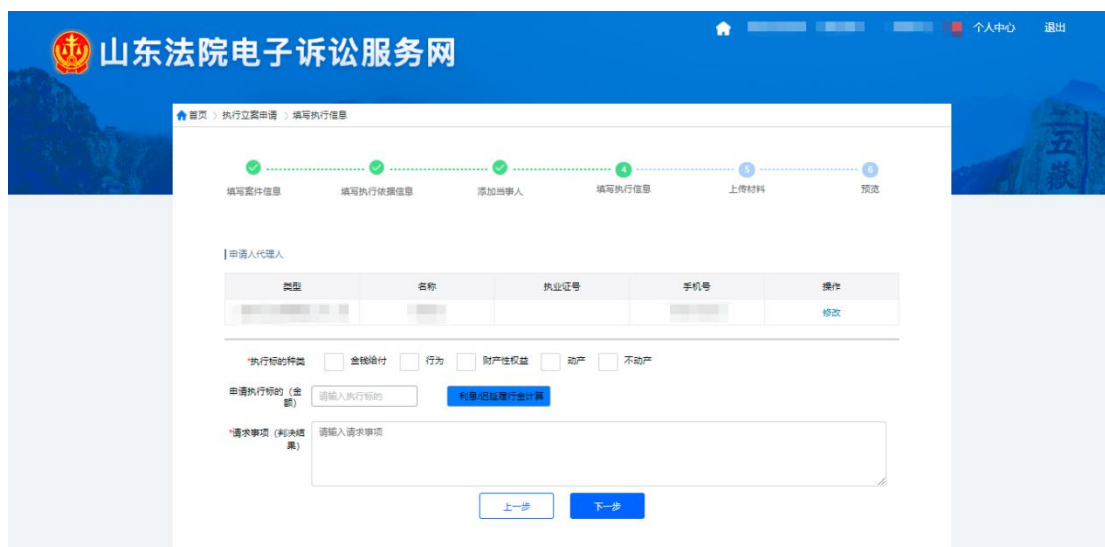 山东法院电子诉讼服务网
个人中心 退出
首页 > 执行立案申请 > 填写执行信息
4 5 6
填写案件信息 填写执行依据信息 添加当事人 填写执行信息 上传材料 预览
申请人代理人
类型 名称 执业证号 手机号 操作
修改
*执行标的种类 金钱给付 行为 财产性权益 动产 不动产
申请执行标的（金
额） 请输入执行标的 利息/迟延履行金计算
*请求事项（判决结
果） 请输入请求事项
上一步 下一步
五嶽